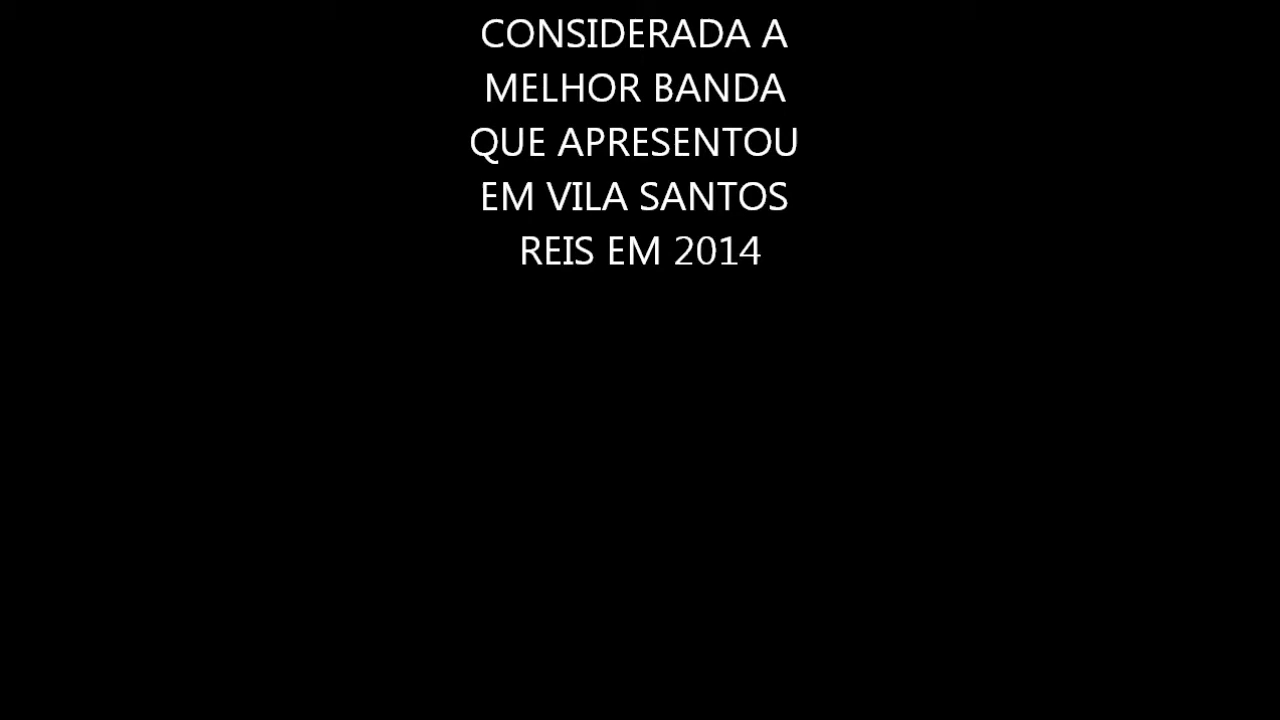 CONSIDERADA A
MELHOR BANDA
QUE APRESENTOU
EM VILA SANTOS
REIS EM 2014